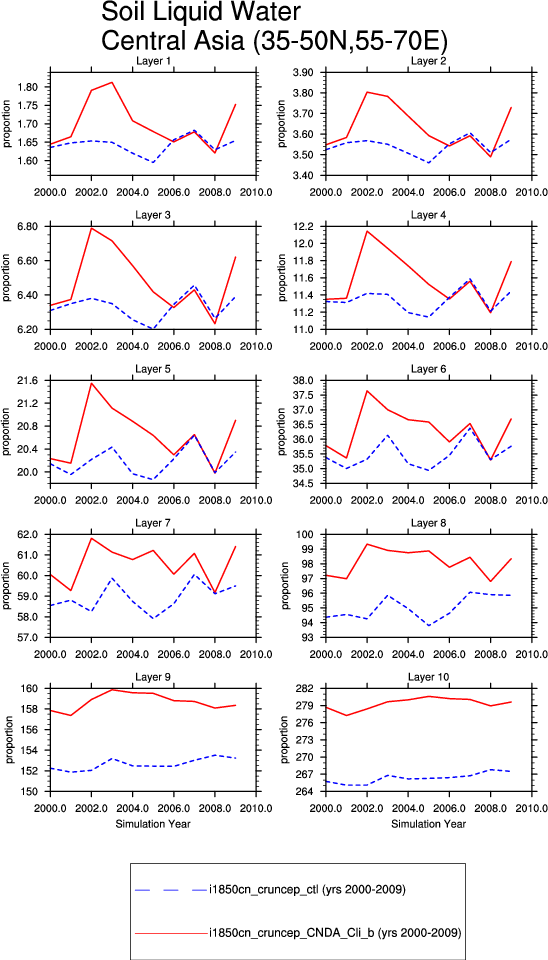 Soil Liquid Water
Central Asia (35-50N,55-70E)
Layer 1
proportion
1.80
1.75
1.70
1.65
1.60
2000.0 2002.0 2004.0 2006.0 2008.0 2010.0
Layer 2
proportion
3.90
3.80
3.70
3.60
3.50
3.40
2000.0 2002.0 2004.0 2006.0 2008.0 2010.0
Layer 3
proportion
6.80
6.60
6.40
6.20
2000.0 2002.0 2004.0 2006.0 2008.0 2010.0
Layer 4
proportion
12.2
12.0
11.8
11.6
11.4
11.2
11.0
2000.0 2002.0 2004.0 2006.0 2008.0 2010.0
Layer 5
proportion
21.6
21.2
20.8
20.4
20.0
2000.0 2002.0 2004.0 2006.0 2008.0 2010.0
Layer 6
proportion
38.0
37.5
37.0
36.5
36.0
35.5
35.0
34.5
2000.0 2002.0 2004.0 2006.0 2008.0 2010.0
Layer 7
proportion
62.0
61.0
60.0
59.0
58.0
57.0
2000.0 2002.0 2004.0 2006.0 2008.0 2010.0
Layer 8
proportion
100
99
98
97
96
95
94
93
2000.0 2002.0 2004.0 2006.0 2008.0 2010.0
Layer 9
proportion
160
158
156
154
152
150
2000.0 2002.0 2004.0 2006.0 2008.0 2010.0
Simulation Year
Layer 10
proportion
282
279
276
273
270
267
264
2000.0 2002.0 2004.0 2006.0 2008.0 2010.0
Simulation Year
i1850cn_cruncep_ctl (yrs 2000-2009)
i1850cn_cruncep_CNDA_Cli_b (yrs 2000-2009)